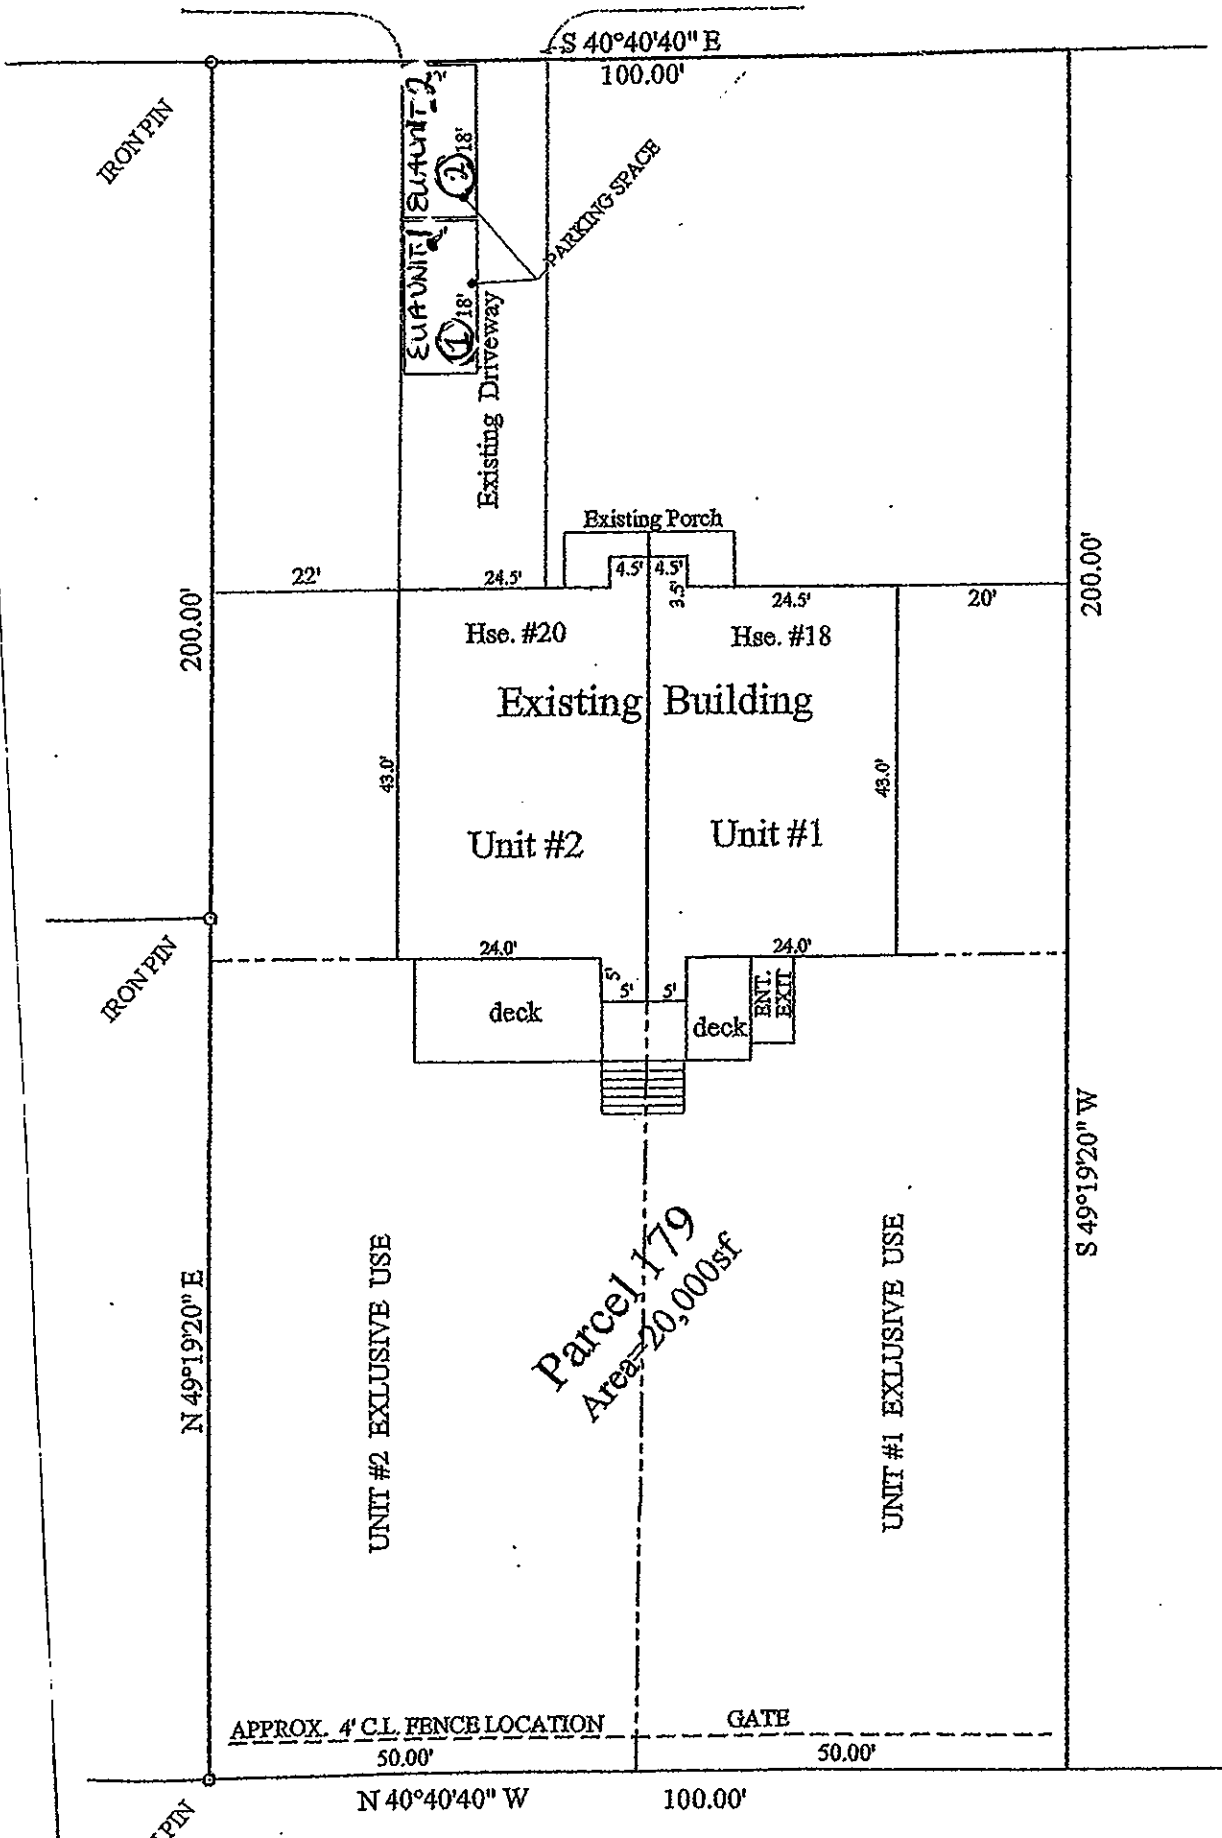 S 40°40'40" E
100.00'
IRON PIN
EUA UNIT-2
2
18'
EUA UNIT-1
1
18'
PARKING SPACE
Existing Driveway
Existing Porch
22'
24.5'
4.5'
4.5'
3.5'
24.5'
20'
200.00'
200.00'
Hse. #20
Hse. #18
Existing Building
43.0'
43.0'
Unit #2
Unit #1
24.0'
24.0'
IRON PIN
5'
5'
5'
deck
deck
ENT.
EXIT
S 49°19'20" W
N 49°19'20" E
UNIT #2 EXLUSIVE USE
Parcel 179
Area=20,000sf
UNIT #1 EXLUSIVE USE
APPROX. 4' C.L. FENCE LOCATION
GATE
50.00'
50.00'
N 40°40'40" W
100.00'
PIN